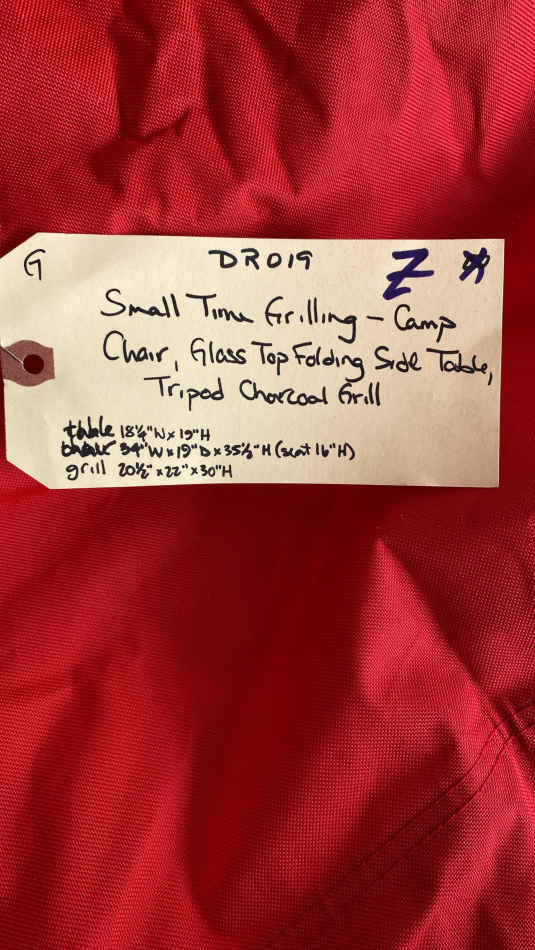 G DR019 Z
Small Time Grilling - Camp
Chair, Glass Top Folding Side Table,
Tripod Charcoal Grill
table 18¼"W x 19"H
chair 34"W x 19"D x 35½"H (seat 16"H)
grill 20½" x 22" x 30"H